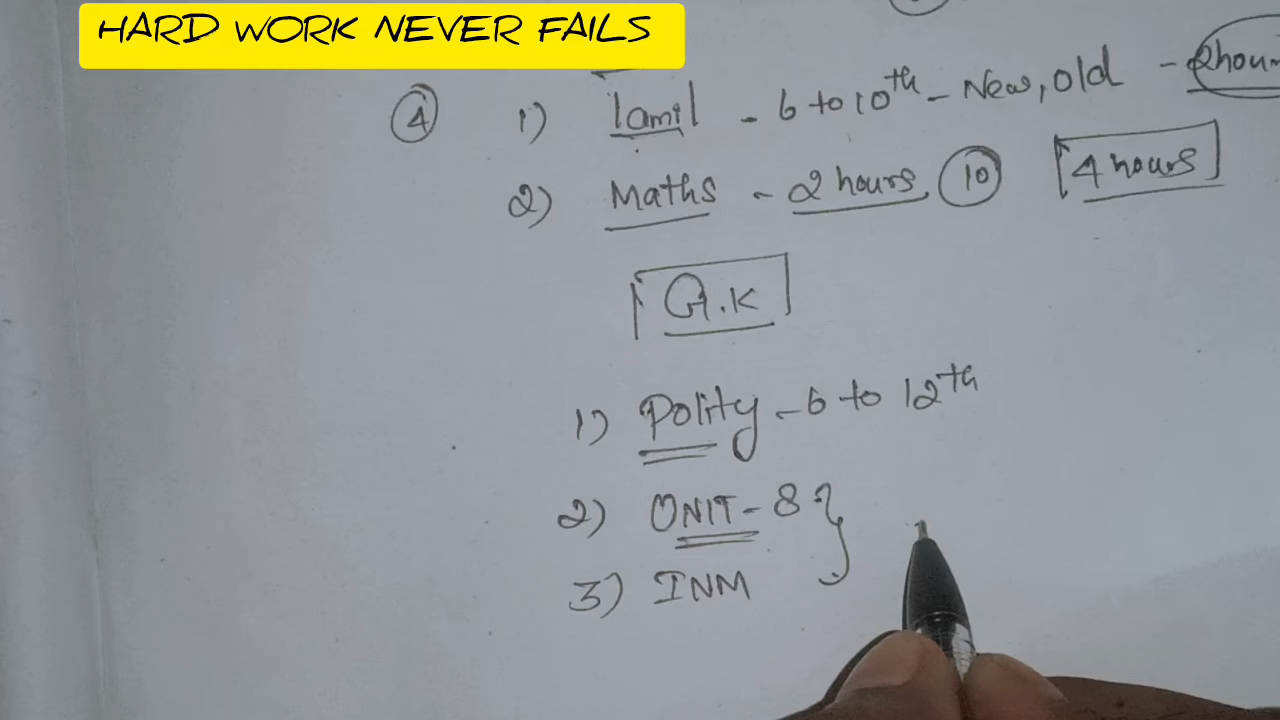 HARD WORK NEVER FAILS
④ 1) Tamil - 6 to 10th - New, Old - 2hour
2) Maths - 2 hours, ⑩ 4 hours
G.K
1) Polity - 6 to 12th
2) UNIT - 8 }
3) INM